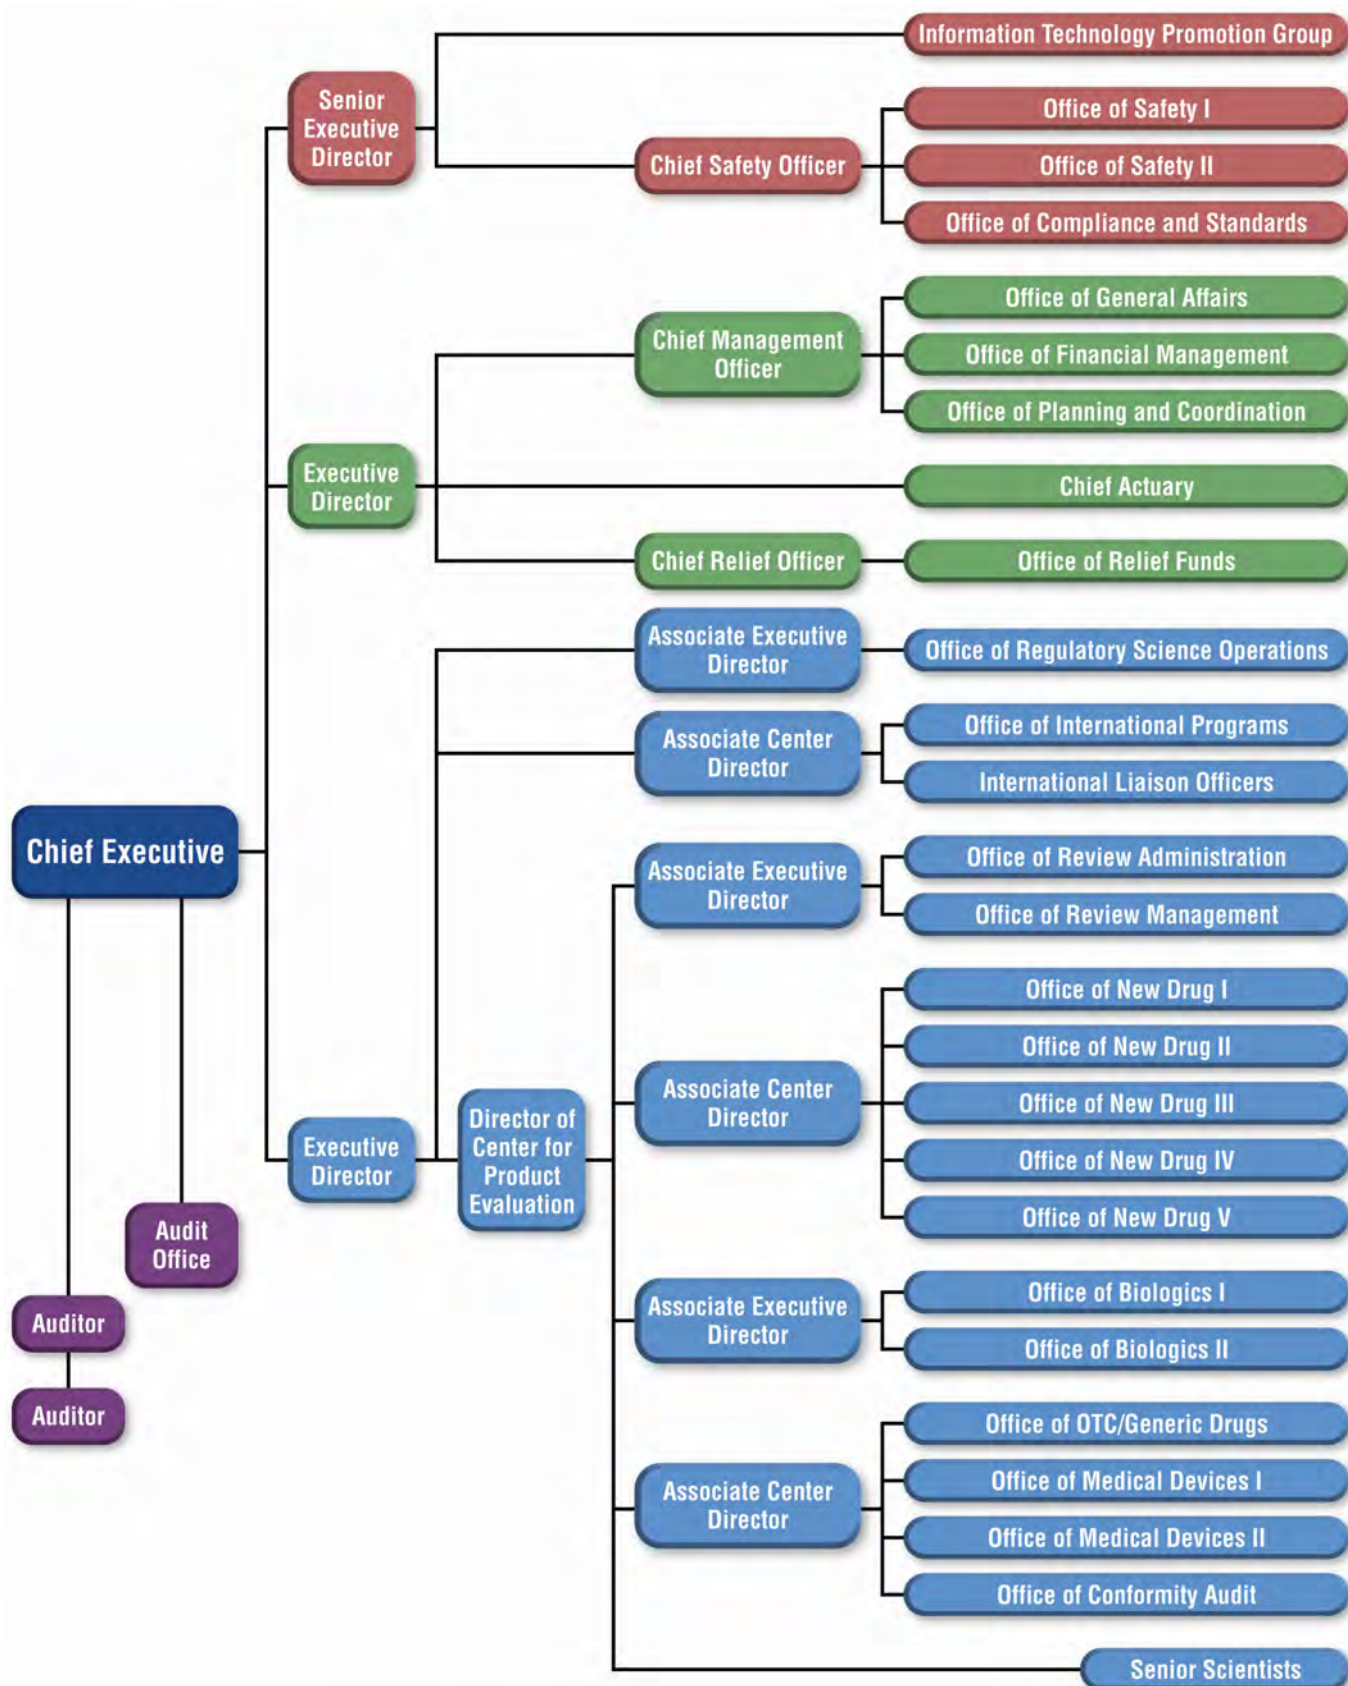 Information Technology Promotion Group
Senior
Executive
Director
Office of Safety I
Chief Safety Officer
Office of Safety II
Office of Compliance and Standards
Office of General Affairs
Chief Management
Officer
Office of Financial Management
Office of Planning and Coordination
Executive
Director
Chief Actuary
Chief Relief Officer
Office of Relief Funds
Associate Executive
Director
Office of Regulatory Science Operations
Associate Center
Director
Office of International Programs
International Liaison Officers
Chief Executive
Associate Executive
Director
Office of Review Administration
Office of Review Management
Office of New Drug I
Office of New Drug II
Associate Center
Director
Office of New Drug III
Office of New Drug IV
Office of New Drug V
Executive
Director
Director of
Center for
Product
Evaluation
Audit
Office
Auditor
Auditor
Associate Executive
Director
Office of Biologics I
Office of Biologics II
Associate Center
Director
Office of OTC/Generic Drugs
Office of Medical Devices I
Office of Medical Devices II
Office of Conformity Audit
Senior Scientists